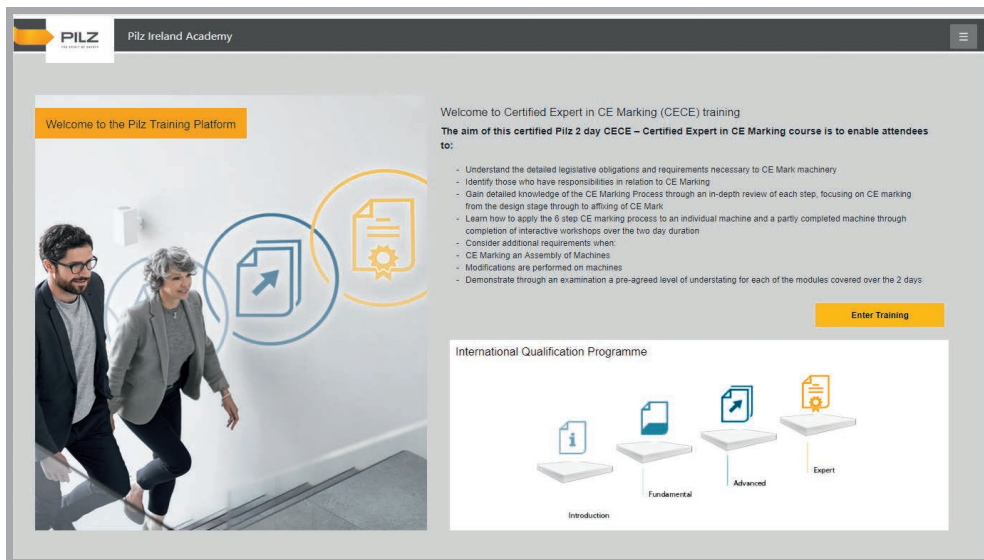 PILZ
THE SPIRIT OF SAFETY
Pilz Ireland Academy
Welcome to the Pilz Training Platform
Welcome to Certified Expert in CE Marking (CECE) training
The aim of this certified Pilz 2 day CECE – Certified Expert in CE Marking course is to enable attendees
to:
- Understand the detailed legislative obligations and requirements necessary to CE Mark machinery
- Identify those who have responsibilities in relation to CE Marking
- Gain detailed knowledge of the CE Marking Process through an in-depth review of each step, focusing on CE marking
from the design stage through to affixing of CE Mark
- Learn how to apply the 6 step CE marking process to an individual machine and a partly completed machine through
completion of interactive workshops over the two day duration
- Consider additional requirements when:
- CE Marking an Assembly of Machines
- Modifications are performed on machines
- Demonstrate through an examination a pre-agreed level of understating for each of the modules covered over the 2 days
Enter Training
International Qualification Programme
i
Expert
Advanced
Fundamental
Introduction